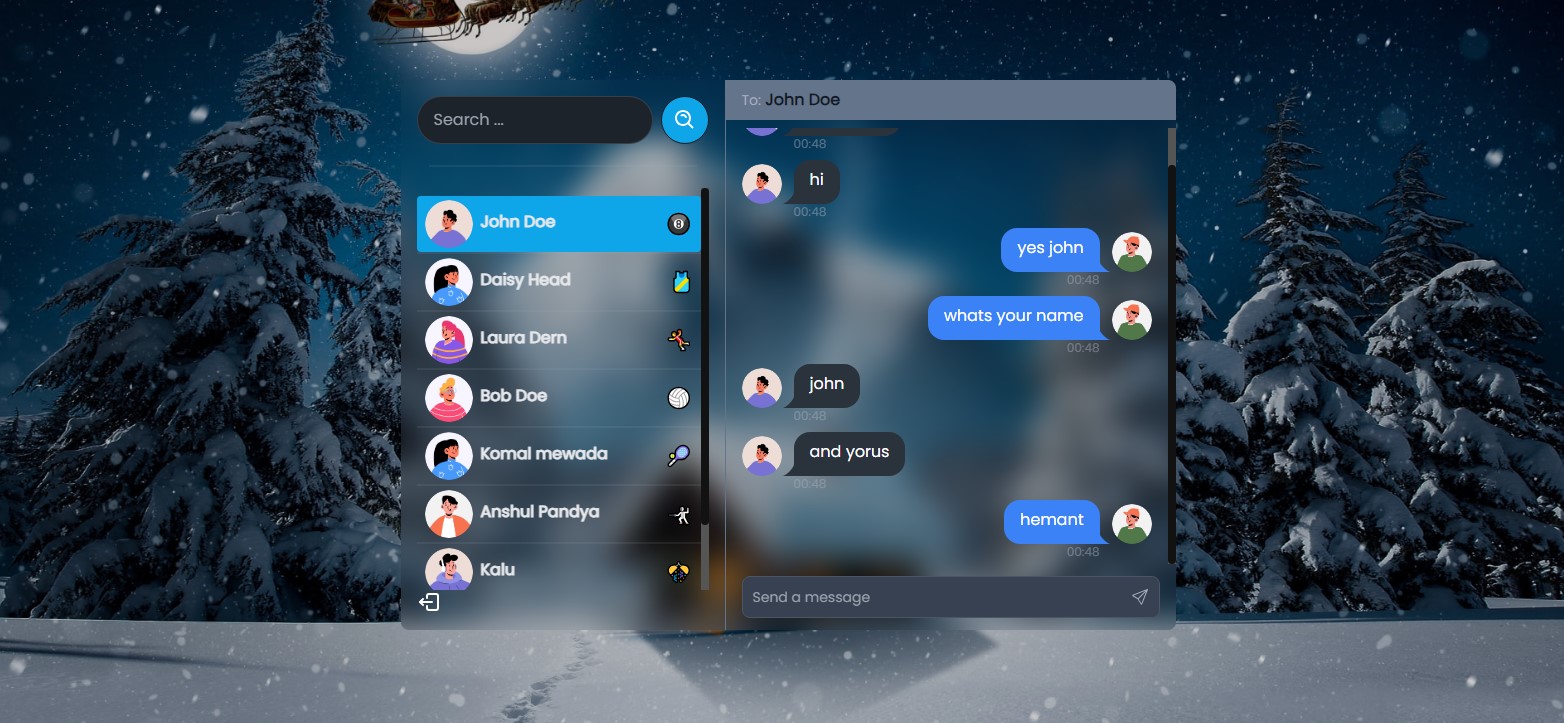 Search ...
John Doe
Daisy Head
Laura Dern
Bob Doe
Komal mewada
Anshul Pandya
Kalu
To: John Doe
00:48
hi
00:48
yes john
00:48
whats your name
00:48
john
00:48
and yorus
00:48
hemant
00:48
Send a message